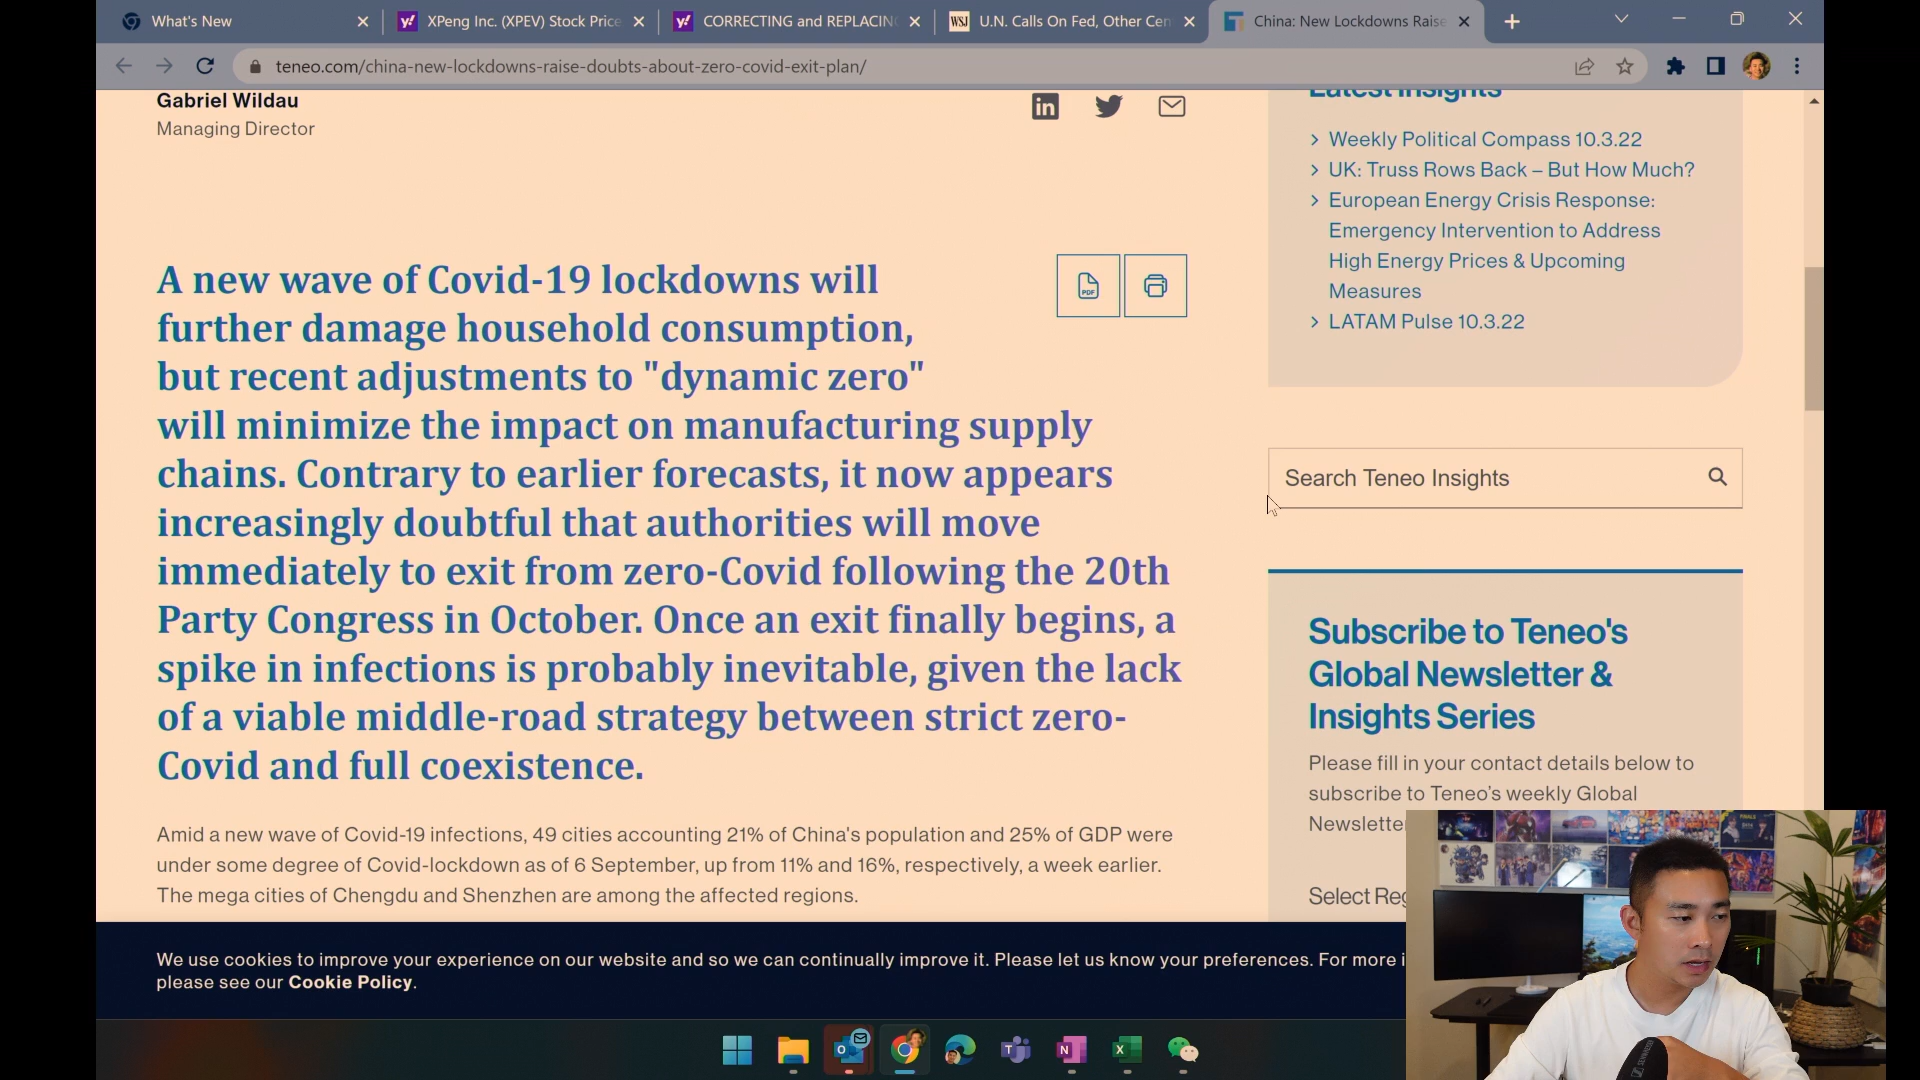 What's New
XPeng Inc. (XPEV) Stock Price
CORRECTING and REPLACIN
WSJ
U.N. Calls On Fed, Other Cen
China: New Lockdowns Raise
teneo.com/china-new-lockdowns-raise-doubts-about-zero-covid-exit-plan/
Gabriel Wildau
Managing Director
Latest Insights
Weekly Political Compass 10.3.22
UK: Truss Rows Back – But How Much?
European Energy Crisis Response:
Emergency Intervention to Address
High Energy Prices & Upcoming
Measures
LATAM Pulse 10.3.22
PDF
A new wave of Covid-19 lockdowns will
further damage household consumption,
but recent adjustments to "dynamic zero"
will minimize the impact on manufacturing supply
chains. Contrary to earlier forecasts, it now appears
increasingly doubtful that authorities will move
immediately to exit from zero-Covid following the 20th
Party Congress in October. Once an exit finally begins, a
spike in infections is probably inevitable, given the lack
of a viable middle-road strategy between strict zero-
Covid and full coexistence.
Search Teneo Insights
Subscribe to Teneo's
Global Newsletter &
Insights Series
Please fill in your contact details below to
subscribe to Teneo's weekly Global
Newsletter
Select Reg
Amid a new wave of Covid-19 infections, 49 cities accounting 21% of China's population and 25% of GDP were
under some degree of Covid-lockdown as of 6 September, up from 11% and 16%, respectively, a week earlier.
The mega cities of Chengdu and Shenzhen are among the affected regions.
We use cookies to improve your experience on our website and so we can continually improve it. Please let us know your preferences. For more i
please see our Cookie Policy.